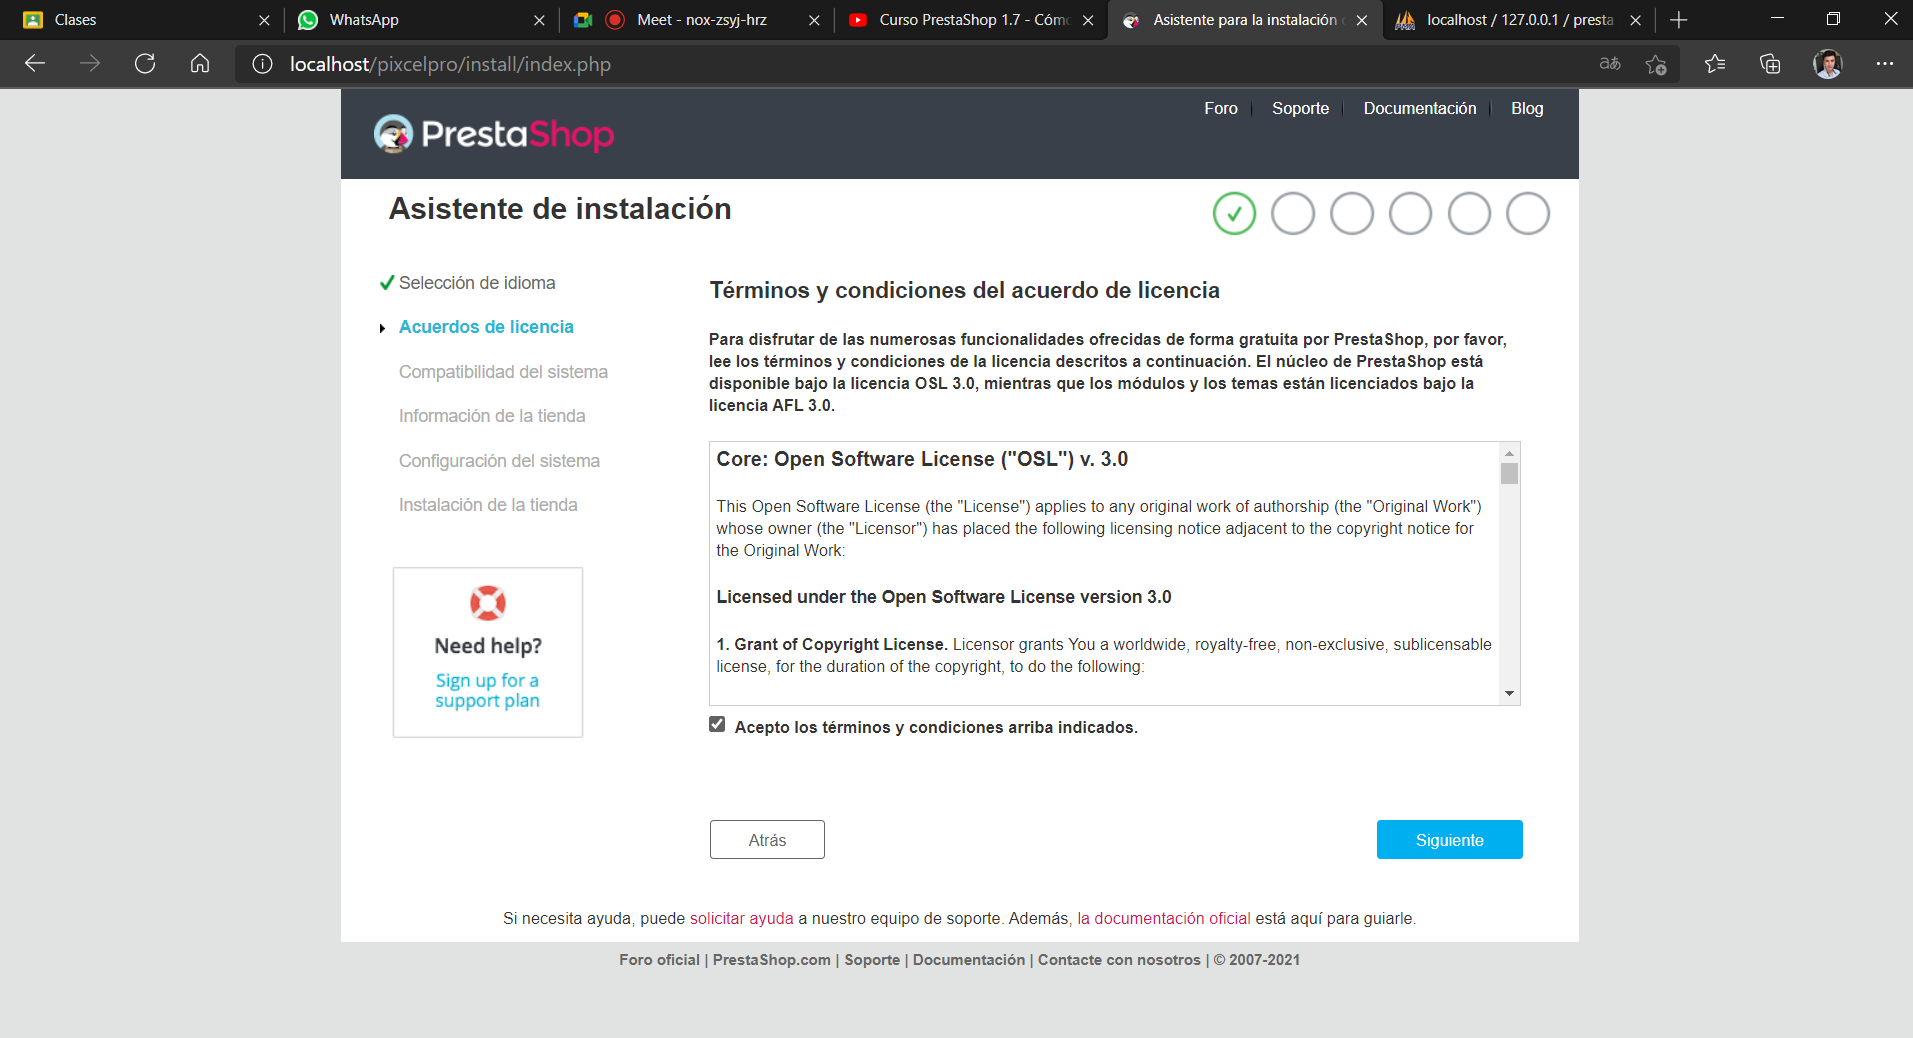 Clases
WhatsApp
Meet - nox-zsyj-hrz
Curso PrestaShop 1.7 - Cómo
Asistente para la instalación
localhost / 127.0.0.1 / presta
localhost/pixcelpro/install/index.php
Foro
Soporte
Documentación
Blog
PrestaShop
Asistente de instalación
Selección de idioma
Acuerdos de licencia
Compatibilidad del sistema
Información de la tienda
Configuración del sistema
Instalación de la tienda
Need help?
Sign up for a
support plan
Términos y condiciones del acuerdo de licencia
Para disfrutar de las numerosas funcionalidades ofrecidas de forma gratuita por PrestaShop, por favor,
lee los términos y condiciones de la licencia descritos a continuación. El núcleo de PrestaShop está
disponible bajo la licencia OSL 3.0, mientras que los módulos y los temas están licenciados bajo la
licencia AFL 3.0.
Core: Open Software License ("OSL") v. 3.0
This Open Software License (the "License") applies to any original work of authorship (the "Original Work")
whose owner (the "Licensor") has placed the following licensing notice adjacent to the copyright notice for
the Original Work:
Licensed under the Open Software License version 3.0
1. Grant of Copyright License. Licensor grants You a worldwide, royalty-free, non-exclusive, sublicensable
license, for the duration of the copyright, to do the following:
Acepto los términos y condiciones arriba indicados.
Atrás
Siguiente
Si necesita ayuda, puede solicitar ayuda a nuestro equipo de soporte. Además, la documentación oficial está aquí para guiarle.
Foro oficial | PrestaShop.com | Soporte | Documentación | Contacte con nosotros | © 2007-2021